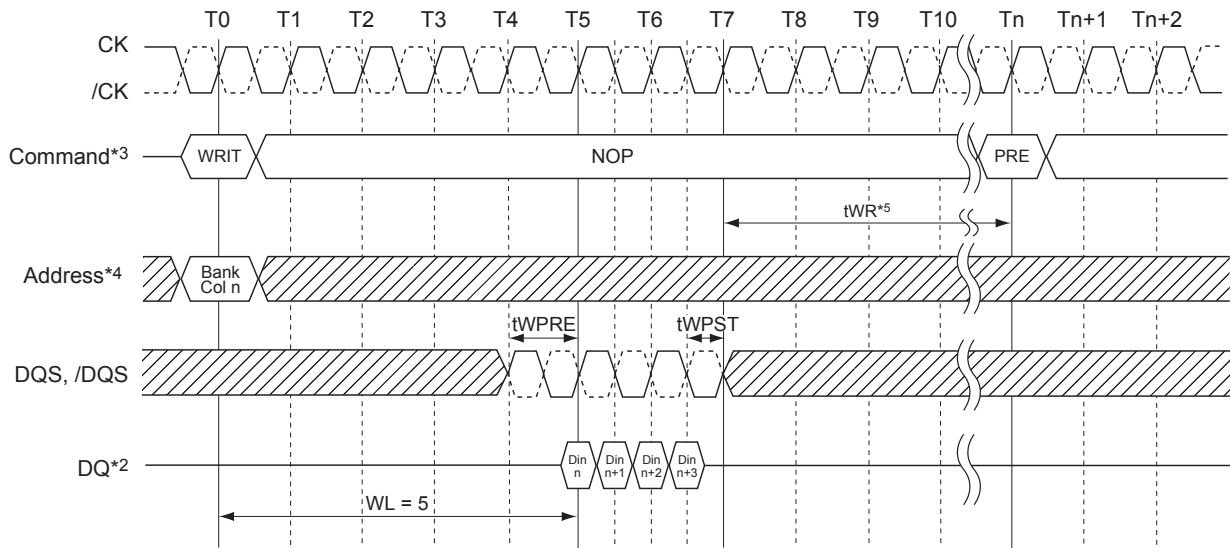 T0 T1 T2 T3 T4 T5 T6 T7 T8 T9 T10 Tn Tn+1 Tn+2
CK
/CK
Command*3 WRIT NOP PRE
tWR*5
Address*4 Bank
Col n
tWPRE tWPST
DQS, /DQS
DQ*2 Din Din Din Din
n n+1 n+2 n+3
WL = 5